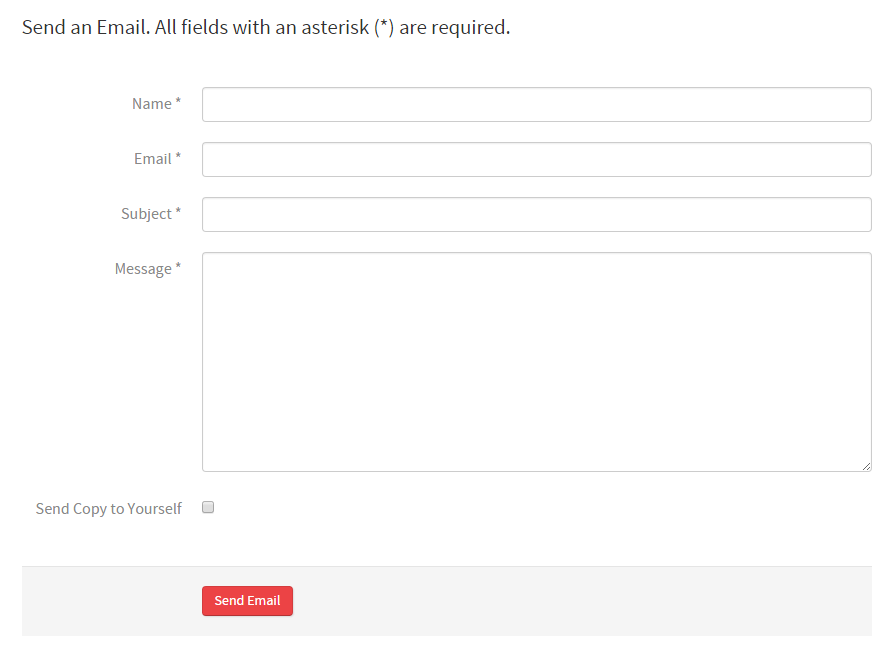 Send an Email. All fields with an asterisk (*) are required.
Name *
Email *
Subject *
Message *
Send Copy to Yourself
Send Email